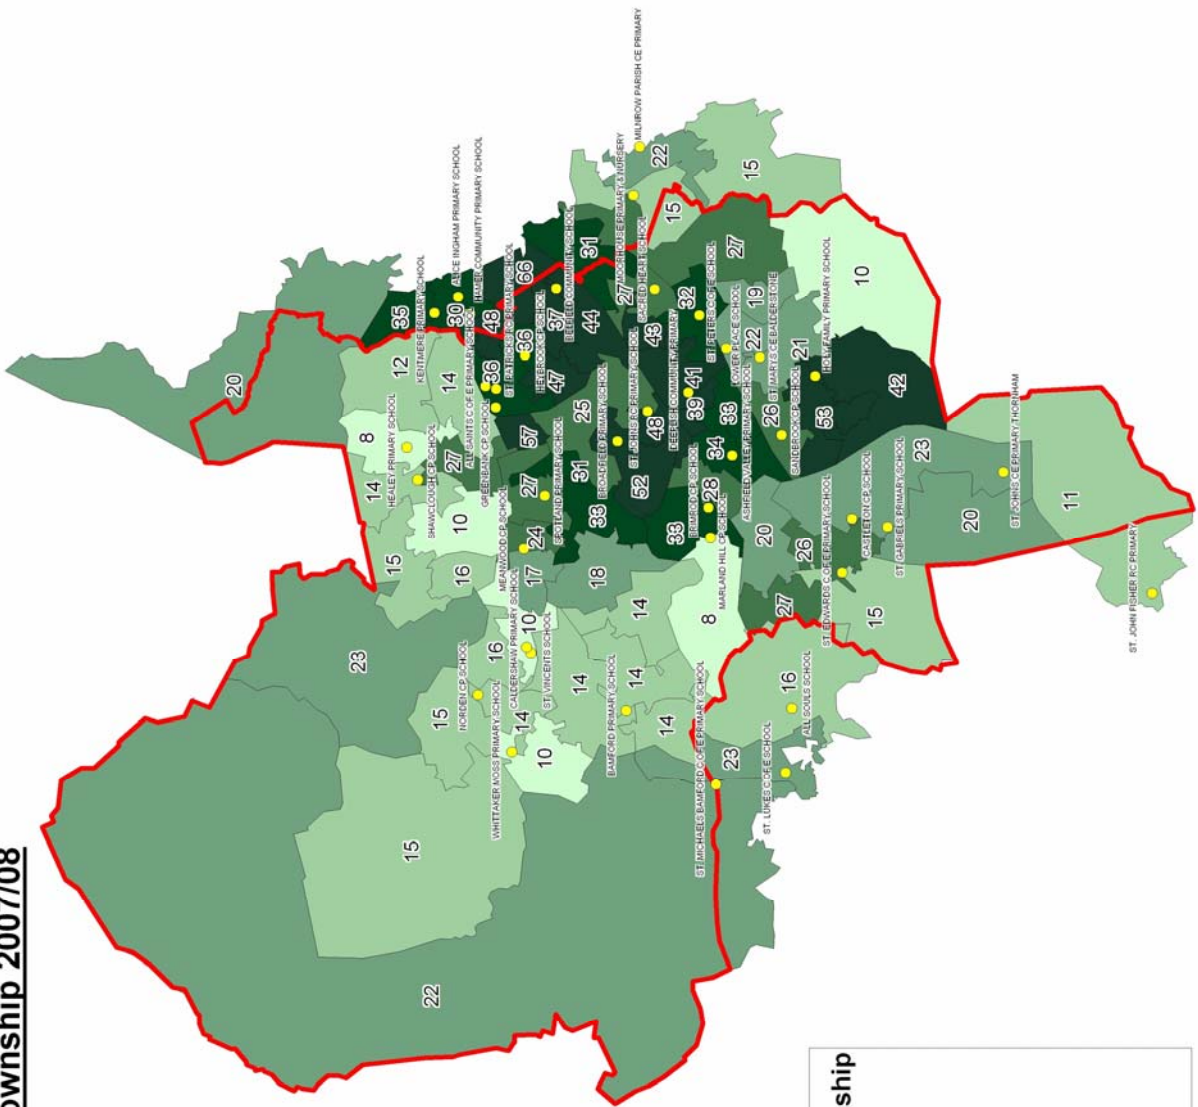 ownship 2007/08
20
35
KENTMERE PRIMARY SCHOOL
30
ALICE INGHAM PRIMARY SCHOOL
HAMER COMMUNITY PRIMARY SCHOOL
12
14
8
HEALEY PRIMARY SCHOOL
14
SHAWCLOUGH CP SCHOOL
27
ALL SAINTS C OF E PRIMARY SCHOOL
GREENBANK CP SCHOOL
48
36
36
ST. PATRICKS RC PRIMARY SCHOOL
HEYBROOK CP SCHOOL
66
37
BELFIELD COMMUNITY SCHOOL
31
44
47
57
25
15
10
16
MEANWOOD CP SCHOOL
27
24
SPOTLAND PRIMARY SCHOOL
31
33
BROADFIELD PRIMARY SCHOOL
ST. JOHNS RC PRIMARY SCHOOL
27
MOORHOUSE PRIMARY & NURSERY
MILNROW PARISH CE PRIMARY
22
15
15
SACRED HEART SCHOOL
43
48
52
DEEPLISH COMMUNITY PRIMARY
32
ST. PETERS C OF E SCHOOL
27
41
39
LOWER PLACE SCHOOL
19
22
ST. MARYS CE BALDERSTONE
33
34
ASHFIELD VALLEY PRIMARY SCHOOL
26
SANDBROOK CP SCHOOL
21
HOLY FAMILY PRIMARY SCHOOL
10
53
42
33
BRIMROD CP SCHOOL
28
MARLAND HILL CP SCHOOL
20
26
ST. EDWARDS C OF E PRIMARY SCHOOL
CASTLETON CP SCHOOL
ST. GABRIELS PRIMARY SCHOOL
23
20
ST. JOHNS CE PRIMARY, THORNHAM
11
ST. JOHN FISHER RC PRIMARY
27
15
8
18
17
14
14
14
14
10
16
CALDERSHAW PRIMARY SCHOOL
ST. VINCENTS SCHOOL
BAMFORD PRIMARY SCHOOL
23
15
NORDEN CP SCHOOL
WHITTAKER MOSS PRIMARY SCHOOL
14
10
15
22
ST. MICHAELS BAMFORD C OF E PRIMARY SCHOOL
23
16
ALL SOULS SCHOOL
ST. LUKES C OF E SCHOOL
ship